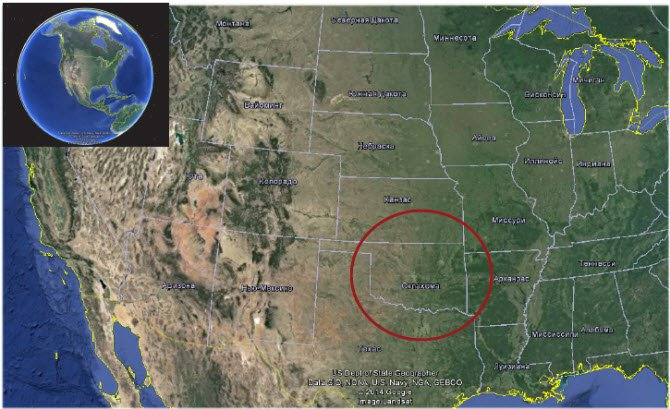 Монтана
Северная Дакота
Миннесота
Южная Дакота
Висконсин
Мичиган
Вайоминг
Айова
Небраска
Иллинойс
Индиана
Юта
Колорадо
Канзас
Миссури
Теннесси
Оклахома
Арканзас
Аризона
Нью-Мексико
Миссисипи
Алабама
Техас
Луизиана
US Dept of State Geographer
Data SIO, NOAA, U.S. Navy, NGA, GEBCO
© 2014 Google
Image Landsat